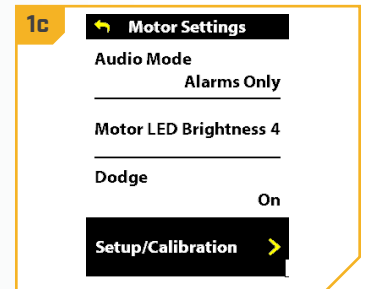 1c
Motor Settings
Audio Mode
Alarms Only
Motor LED Brightness 4
Dodge
On
Setup/Calibration >